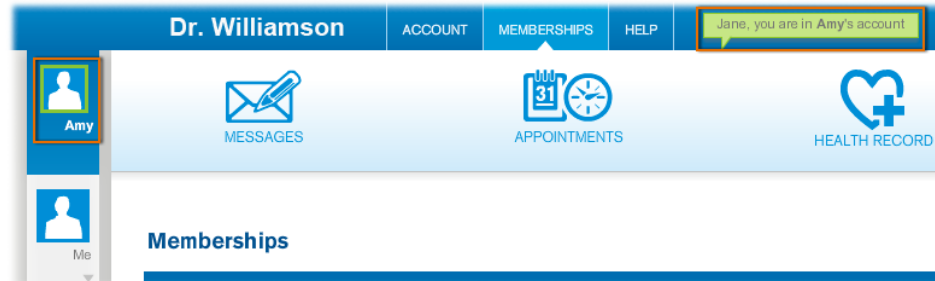 Dr. Williamson
ACCOUNT
MEMBERSHIPS
HELP
Jane, you are in Amy's account
Amy
MESSAGES
31
APPOINTMENTS
HEALTH RECORD
Me
Memberships